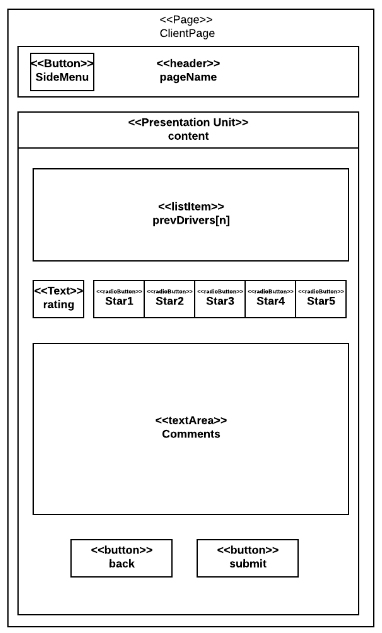 <<Page>>
ClientPage
<<Button>>
SideMenu
<<header>>
pageName
<<Presentation Unit>>
content
<<listItem>>
prevDrivers[n]
<<Text>>
rating
<<radioButton>>
Star1
<<radioButton>>
Star2
<<radioButton>>
Star3
<<radioButton>>
Star4
<<radioButton>>
Star5
<<textArea>>
Comments
<<button>>
back
<<button>>
submit